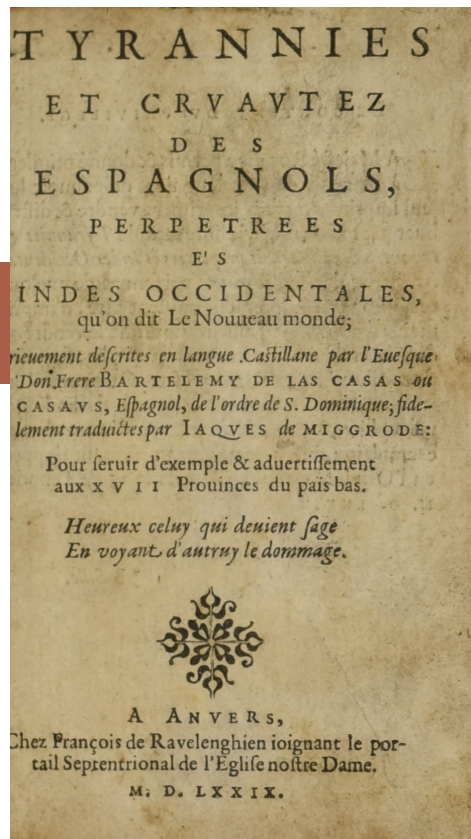 TYRANNIES
ET CRVAVTEZ
DES
ESPAGNOLS,
PERPETREES
E'S
INDES OCCIDENTALES,
qu'on dit Le Nouueau monde;
rieuement deſcrites en langue Caſtillane par l'Eueſque
Don Frere BARTELEMY DE LAS CASAS ou
CASAVS, Eſpagnol, de l'ordre de S. Dominique; fide-
lement traduictes par IAQVES de MIGGRODE:
Pour ſeruir d'exemple & aduertiſſement
aux XVII Prouinces du païs bas.
Heureux celuy qui deuient ſage
En voyant d'autruy le dommage.
A ANVERS,
Chez François de Ravelenghien ioignant le por-
tail Septentrional de l'Egliſe noſtre Dame.
M. D. LXXIX.